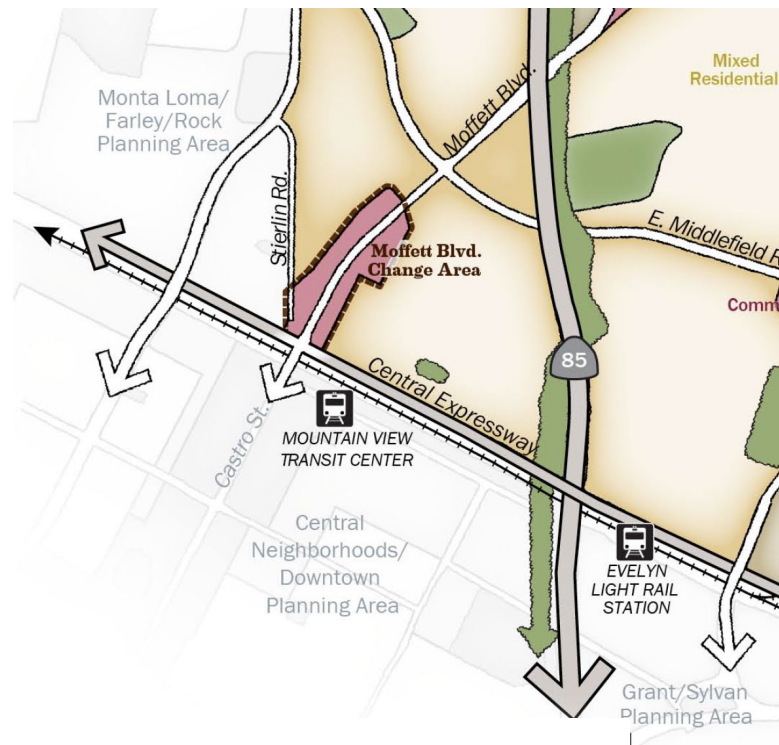 Mixed
Residential
Monta Loma/
Farley/Rock
Planning Area
Moffett Blvd.
Stierlin Rd.
E. Middlefield R
Moffett Blvd.
Change Area
Comm
85
Central Expressway
Castro St.
MOUNTAIN VIEW
TRANSIT CENTER
Central
Neighborhoods/
Downtown
Planning Area
EVELYN
LIGHT RAIL
STATION
Grant/Sylvan
Planning Area